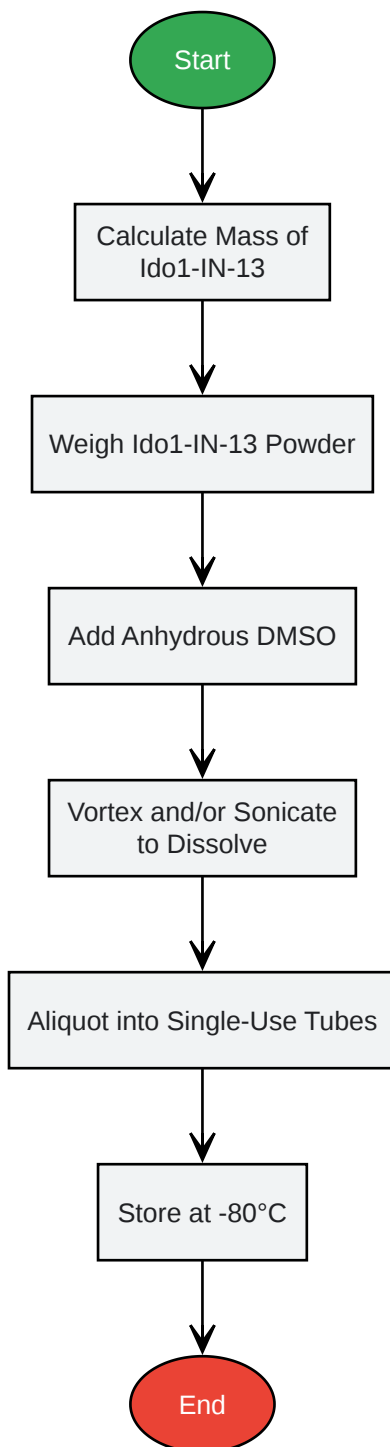 Start
Calculate Mass of
Ido1-IN-13
Weigh Ido1-IN-13 Powder
Add Anhydrous DMSO
Vortex and/or Sonicate
to Dissolve
Aliquot into Single-Use Tubes
Store at -80°C
End